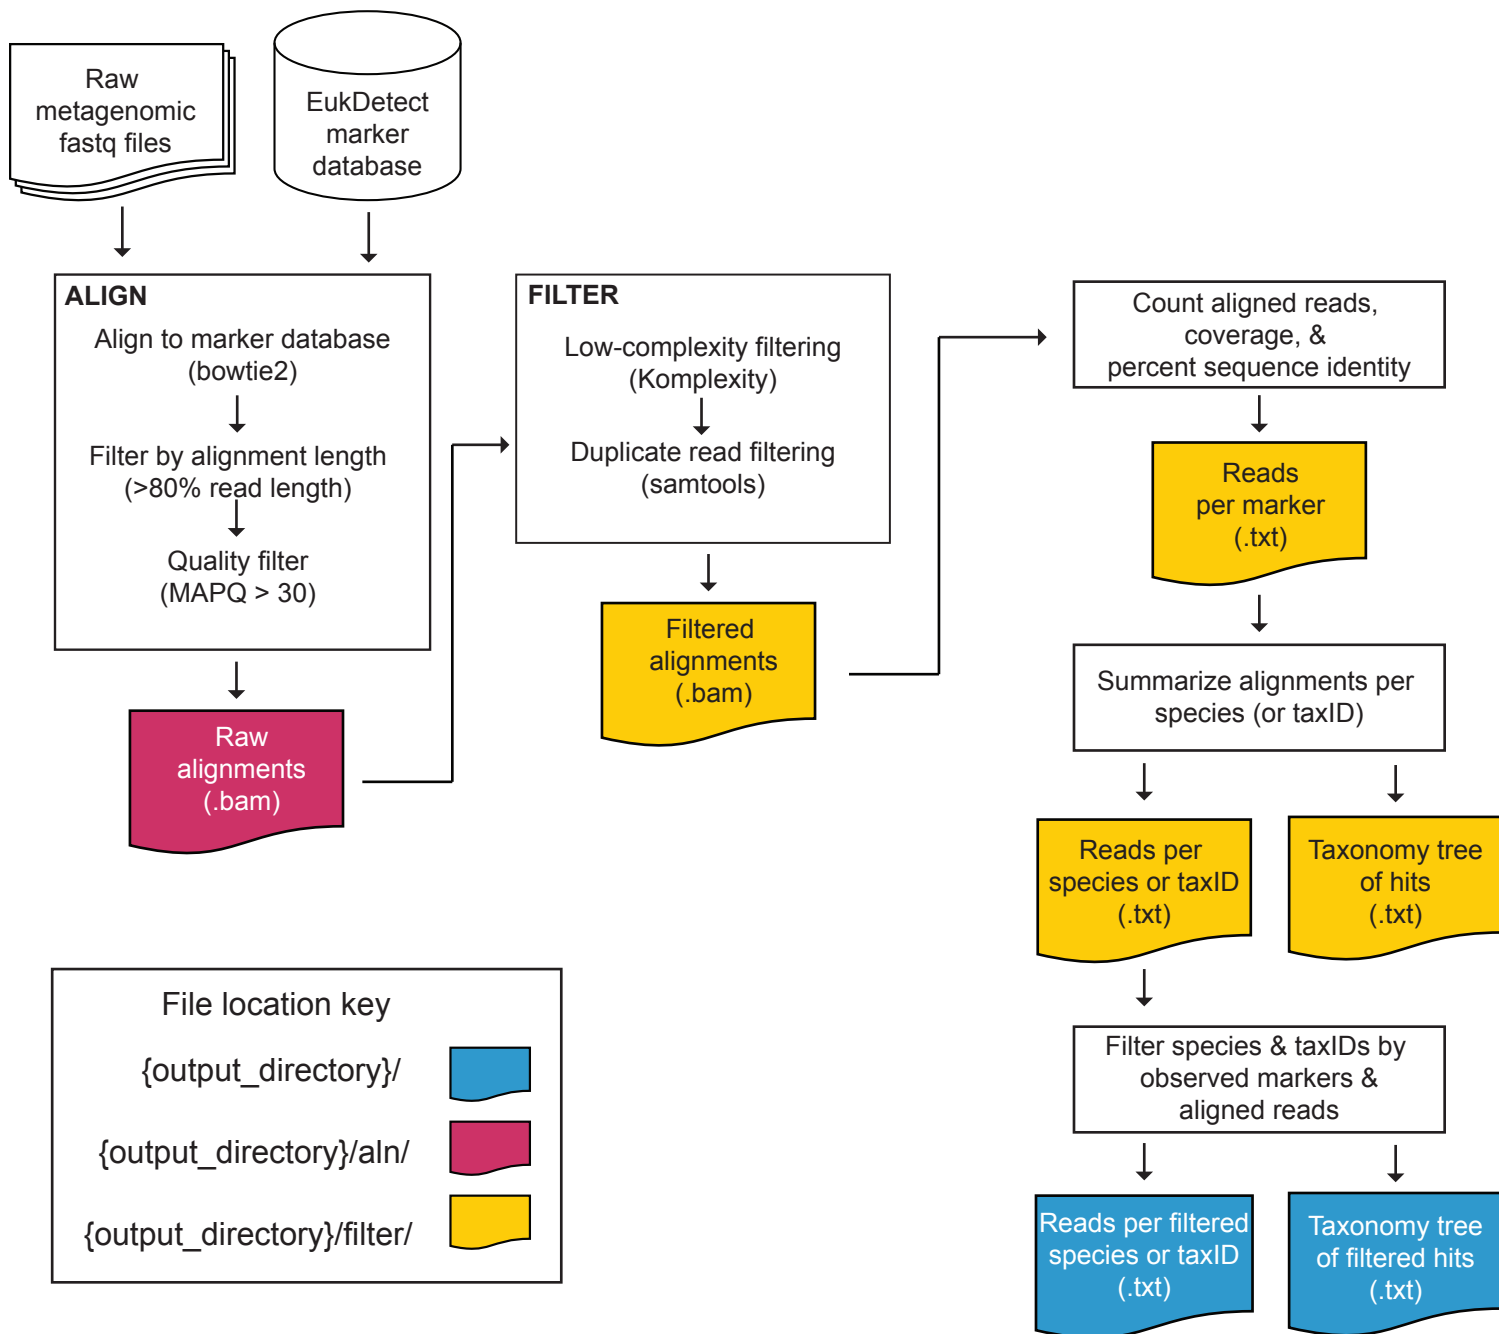 Raw
metagenomic
fastq files
EukDetect
marker
database
ALIGN
Align to marker database
(bowtie2)
Filter by alignment length
(>80% read length)
Quality filter
(MAPQ > 30)
Raw
alignments
(.bam)
FILTER
Low-complexity filtering
(Komplexity)
Duplicate read filtering
(samtools)
Filtered
alignments
(.bam)
Count aligned reads,
coverage, &
percent sequence identity
Reads
per marker
(.txt)
Summarize alignments per
species (or taxID)
Reads per
species or taxID
(.txt)
Taxonomy tree
of hits
(.txt)
Filter species & taxIDs by
observed markers &
aligned reads
Reads per filtered
species or taxID
(.txt)
Taxonomy tree
of filtered hits
(.txt)
File location key
{output_directory}/
{output_directory}/aln/
{output_directory}/filter/